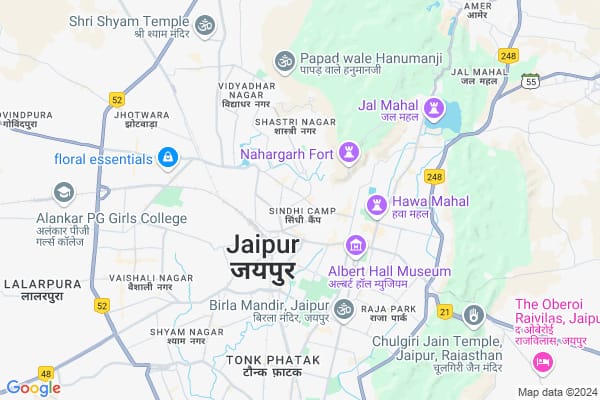 Shri Shyam Temple
श्री श्याम मंदिर
AMER
आमेर
Papad wale Hanumanji
पापड़ वाले हनुमानजी
248
JAL MAHAL
जल महल
55
VIDYADHAR
NAGAR
विद्याधर नगर
52
OVINDPURA
गोविंदपुरा
JHOTWARA
झोटवाड़ा
SHASTRI NAGAR
शास्त्री नगर
Jal Mahal
जल महल
floral essentials
Nahargarh Fort
248
Alankar PG Girls College
अलंकार पीजी
गर्ल्स कॉलेज
SINDHI CAMP
सिंधी कैंप
Hawa Mahal
हवा महल
Jaipur
जयपुर
Albert Hall Museum
अल्बर्ट हॉल म्युजियम
LALARPURA
लालरपुरा
VAISHALI NAGAR
वैशाली नगर
Birla Mandir, Jaipur
बिरला मंदिर, जयपुर
RAJA PARK
राजा पार्क
21
The Oberoi
Rajvilas, Jaipu
द ओबेरॉय
राजविलास, जयपुर
SHYAM NAGAR
श्याम नगर
Chulgiri Jain Temple,
Jaipur, Rajasthan
चूलगिरी जैन मंदिर
TONK PHATAK
टौन्क फ़ाटक
48
52
Google
Map data ©2024